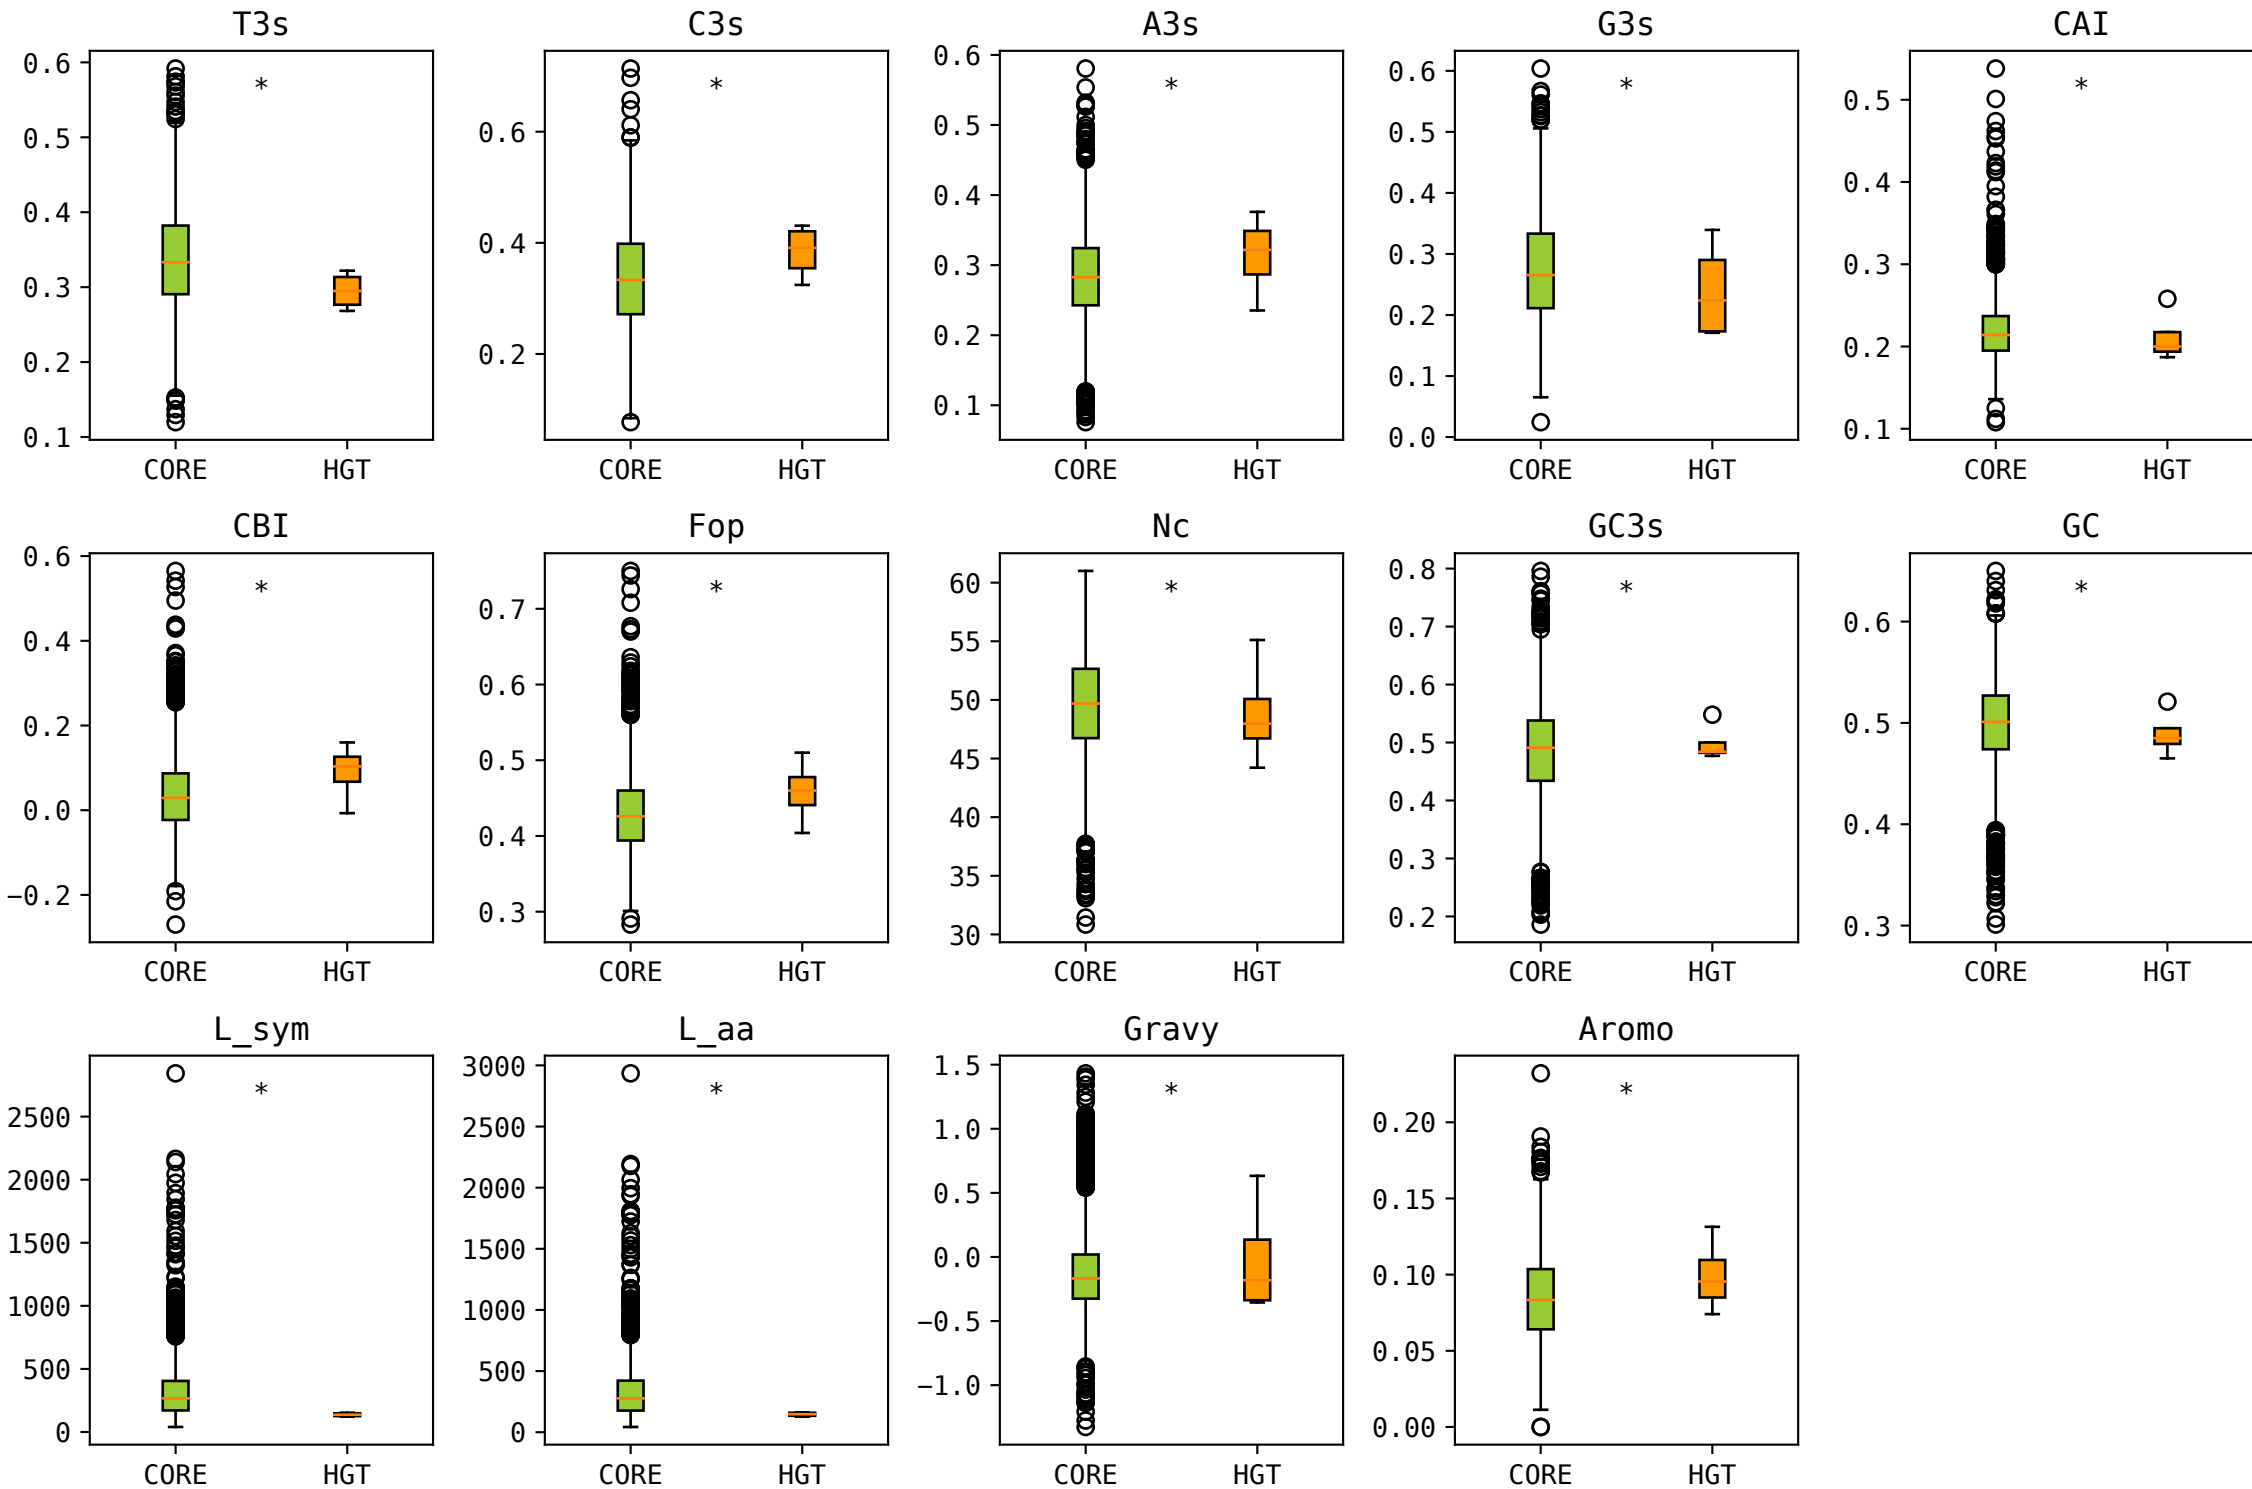 T3s
C3s
A3s
G3s
CAI
0.6
0.5
0.4
0.3
0.2
0.1
*
CORE
HGT
0.6
0.4
0.2
*
CORE
HGT
0.6
0.5
0.4
0.3
0.2
0.1
*
CORE
HGT
0.6
0.5
0.4
0.3
0.2
0.1
0.0
*
CORE
HGT
0.5
0.4
0.3
0.2
0.1
*
CORE
HGT
CBI
Fop
Nc
GC3s
GC
0.6
0.4
0.2
0.0
−0.2
*
CORE
HGT
0.7
0.6
0.5
0.4
0.3
*
CORE
HGT
60
55
50
45
40
35
30
*
CORE
HGT
0.8
0.7
0.6
0.5
0.4
0.3
0.2
*
CORE
HGT
0.6
0.5
0.4
0.3
*
CORE
HGT
L_sym
L_aa
Gravy
Aromo
2500
2000
1500
1000
500
0
*
CORE
HGT
3000
2500
2000
1500
1000
500
0
*
CORE
HGT
1.5
1.0
0.5
0.0
−0.5
−1.0
*
CORE
HGT
0.20
0.15
0.10
0.05
0.00
*
CORE
HGT